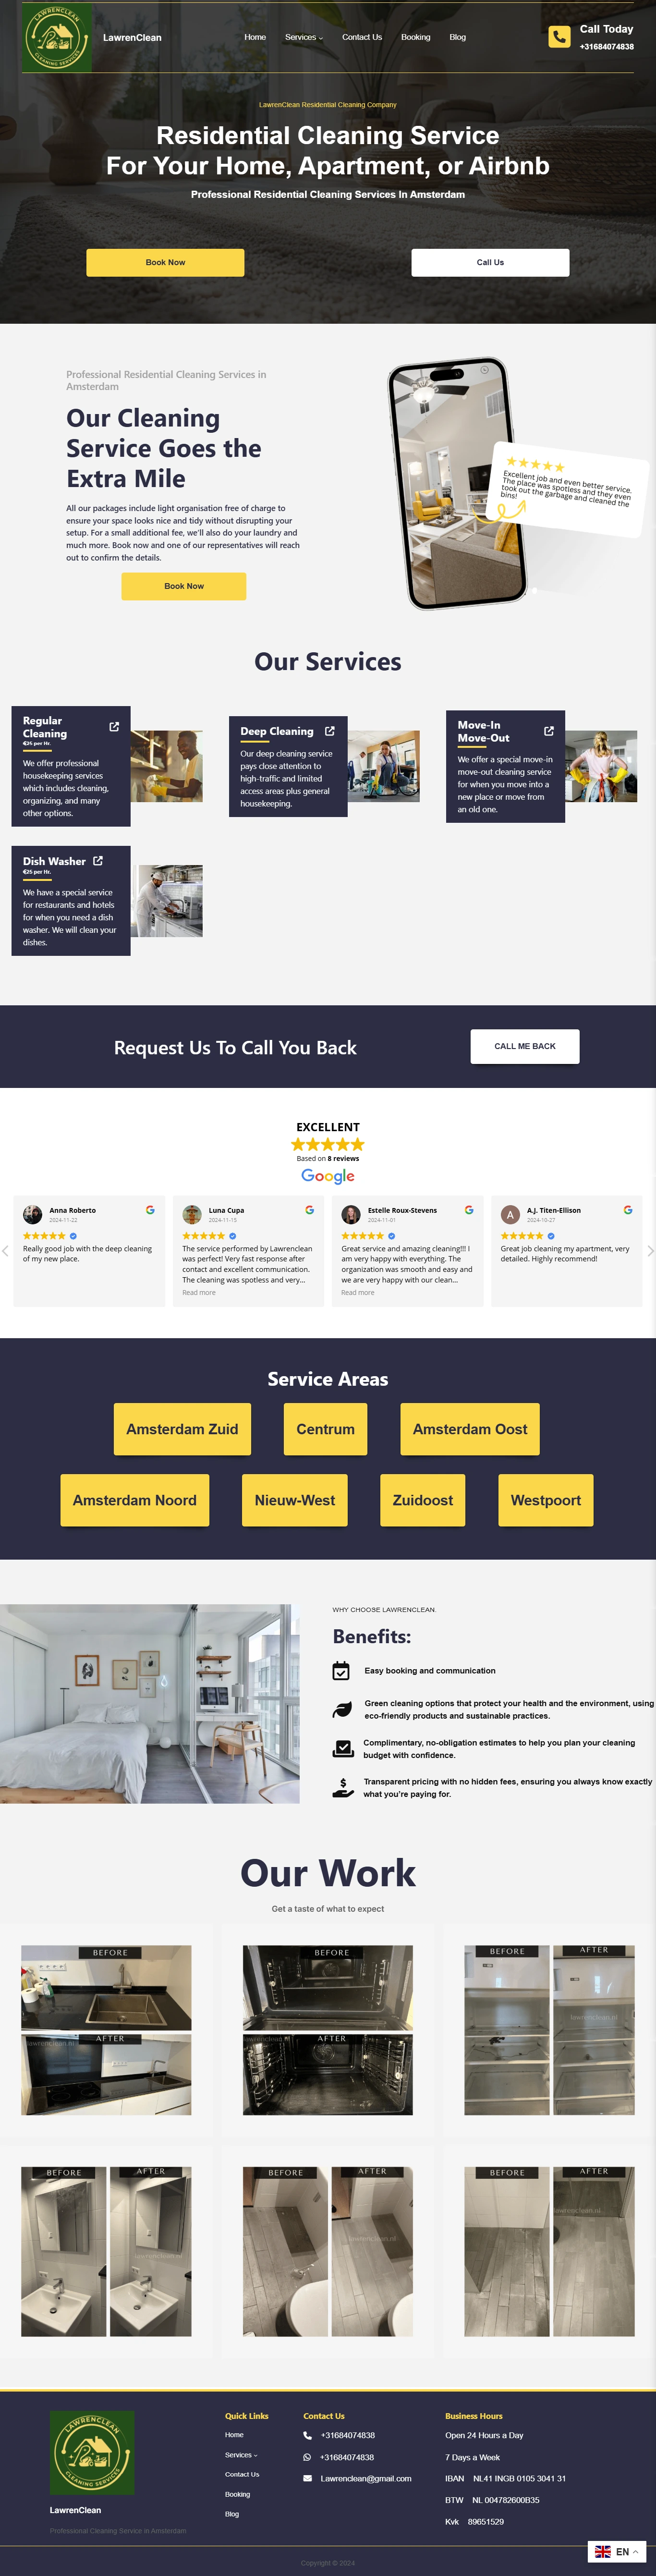 LAWRENCLEAN
CLEANING SERVICES
LawrenClean
Home
Services
Contact Us
Booking
Blog
Call Today
+31684074838
LawrenClean Residential Cleaning Company
Residential Cleaning Service
For Your Home, Apartment, or Airbnb
Professional Residential Cleaning Services In Amsterdam
Book Now
Call Us
Professional Residential Cleaning Services in
Amsterdam
Our Cleaning
Service Goes the
Extra Mile
All our packages include light organisation free of charge to
ensure your space looks nice and tidy without disrupting your
setup. For a small additional fee, we'll also do your laundry and
much more. Book now and one of our representatives will reach
out to confirm the details.
Book Now
Excellent job and even better service.
The place was spotless and they even
took out the garbage and cleaned the
bins!
Our Services
Regular
Cleaning
€35 per Hr.
We offer professional
housekeeping services
which includes cleaning,
organizing, and many
other options.
Deep Cleaning
Our deep cleaning service
pays close attention to
high-traffic and limited
access areas plus general
housekeeping.
Move-In
Move-Out
We offer a special move-in
move-out cleaning service
for when you move into a
new place or move from
an old one.
Dish Washer
€25 per Hr.
We have a special service
for restaurants and hotels
for when you need a dish
washer. We will clean your
dishes.
Request Us To Call You Back
CALL ME BACK
EXCELLENT
Based on 8 reviews
Google
Anna Roberto
2024-11-22
Really good job with the deep cleaning
of my new place.
Luna Cupa
2024-11-15
The service performed by Lawrenclean
was perfect! Very fast response after
contact and excellent communication.
The cleaning was spotless and very...
Read more
Estelle Roux-Stevens
2024-11-01
Great service and amazing cleaning!!! I
am very happy with everything. The
organization was smooth and easy and
we are very happy with our clean...
Read more
A
A.J. Titen-Ellison
2024-10-27
Great job cleaning my apartment, very
detailed. Highly recommend!
Service Areas
Amsterdam Zuid
Centrum
Amsterdam Oost
Amsterdam Noord
Nieuw-West
Zuidoost
Westpoort
WHY CHOOSE LAWRENCLEAN.
Benefits:
Easy booking and communication
Green cleaning options that protect your health and the environment, using
eco-friendly products and sustainable practices.
Complimentary, no-obligation estimates to help you plan your cleaning
budget with confidence.
Transparent pricing with no hidden fees, ensuring you always know exactly
what you're paying for.
Our Work
Get a taste of what to expect
BEFORE
AFTER
lawrenclean.nl
BEFORE
AFTER
lawrenclean.nl
BEFORE
AFTER
lawrenclean.nl
BEFORE
AFTER
lawrenclean.nl
BEFORE
AFTER
lawrenclean.nl
BEFORE
AFTER
lawrenclean.nl
LAWRENCLEAN
CLEANING SERVICES
LawrenClean
Professional Cleaning Service in Amsterdam
Quick Links
Home
Services
Contact Us
Booking
Blog
Contact Us
+31684074838
+31684074838
Lawrenclean@gmail.com
Business Hours
Open 24 Hours a Day
7 Days a Week
IBAN NL41 INGB 0105 3041 31
BTW NL 004782600B35
Kvk 89651529
EN
Copyright © 2024